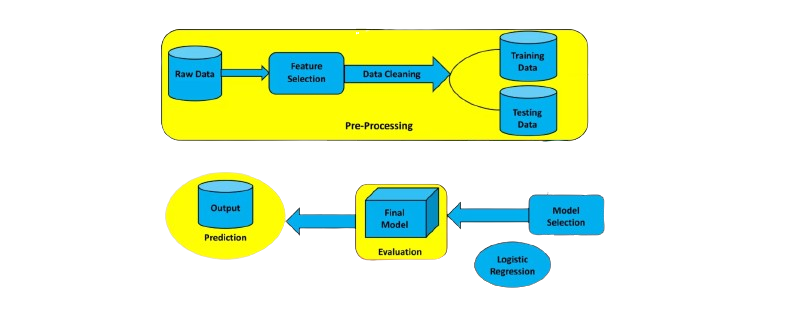 Raw Data
Feature
Selection
Data Cleaning
Training
Data
Testing
Data
Pre-Processing
Output
Prediction
Final
Model
Evaluation
Model
Selection
Logistic
Regression